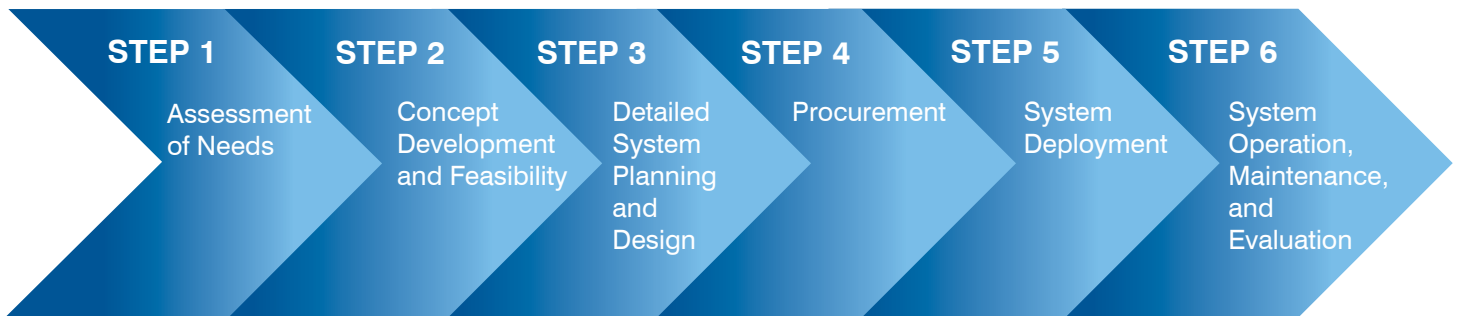 STEP 1
Assessment
of Needs
STEP 2
Concept
Development
and Feasibility
STEP 3
Detailed
System
Planning
and
Design
STEP 4
Procurement
STEP 5
System
Deployment
STEP 6
System
Operation,
Maintenance,
and
Evaluation